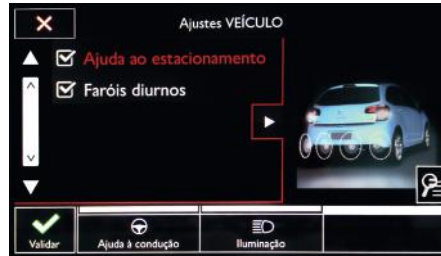 Ajustes VEÍCULO
Ajuda ao estacionamento
Faróis diurnos
Validar
Ajuda à condução
Iluminação